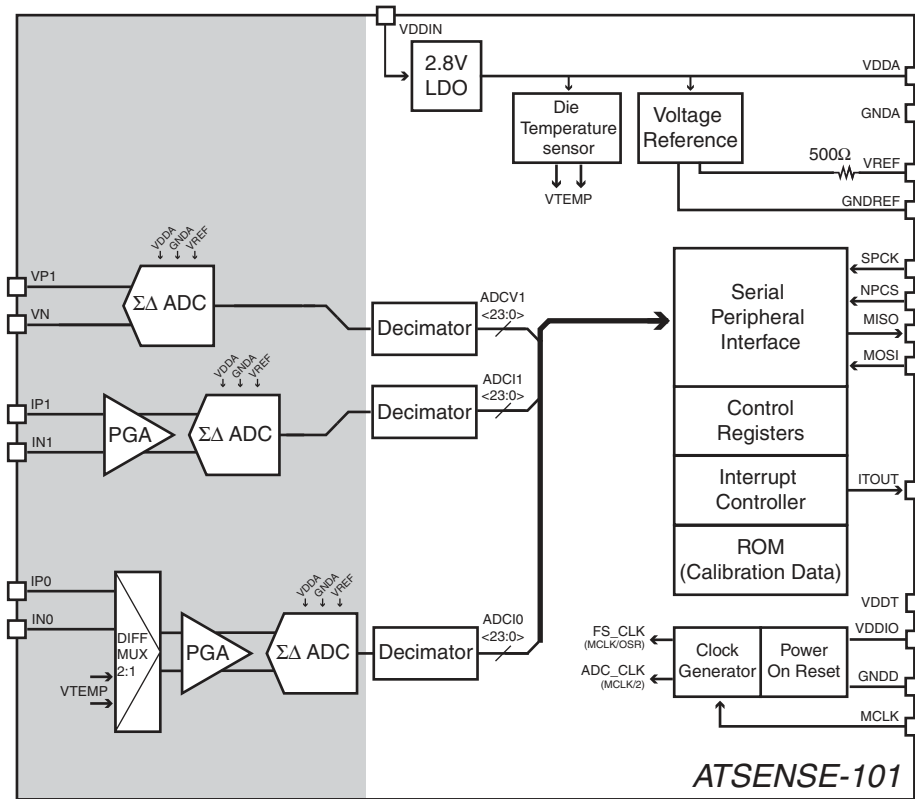 VDDIN
2.8V
LDO
VDDA
Die
Temperature
sensor
Voltage
Reference
GNDA
500Ω
VREF
VTEMP
GNDREF
VDDA
GNDA
VREF
VP1
VN
ΣΔ ADC
Decimator
ADCV1
<23:0>
Serial
Peripheral
Interface
SPCK
NPCS
MISO
MOSI
VDDA
GNDA
VREF
IP1
IN1
PGA
ΣΔ ADC
Decimator
ADCI1
<23:0>
Control
Registers
Interrupt
Controller
ITOUT
ROM
(Calibration Data)
VDDA
GNDA
VREF
IP0
IN0
DIFF
MUX
2:1
VTEMP
PGA
ΣΔ ADC
Decimator
ADCI0
<23:0>
VDDT
FS_CLK
(MCLK/OSR)
ADC_CLK
(MCLK/2)
Clock
Generator
Power
On Reset
VDDIO
GNDD
MCLK
ATSENSE-101